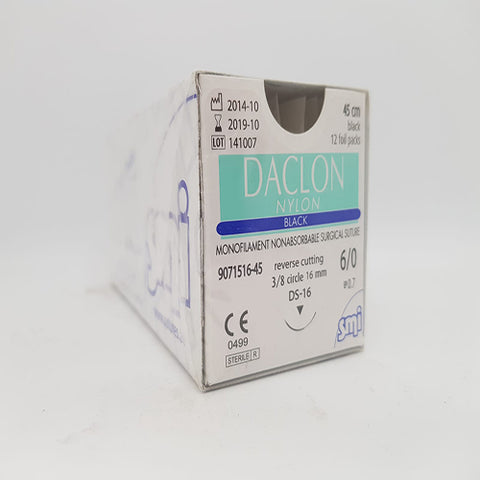 2014-10
2019-10
LOT 141007
45 cm
black
12 foil packs
DACLON
NYLON
BLACK
MONOFILAMENT NONABSORBABLE SURGICAL SUTURE
9071516-45
reverse cutting
3/8 circle 16 mm
DS-16
6/0
0.7
CE
0499
STERILE R
smi
smi